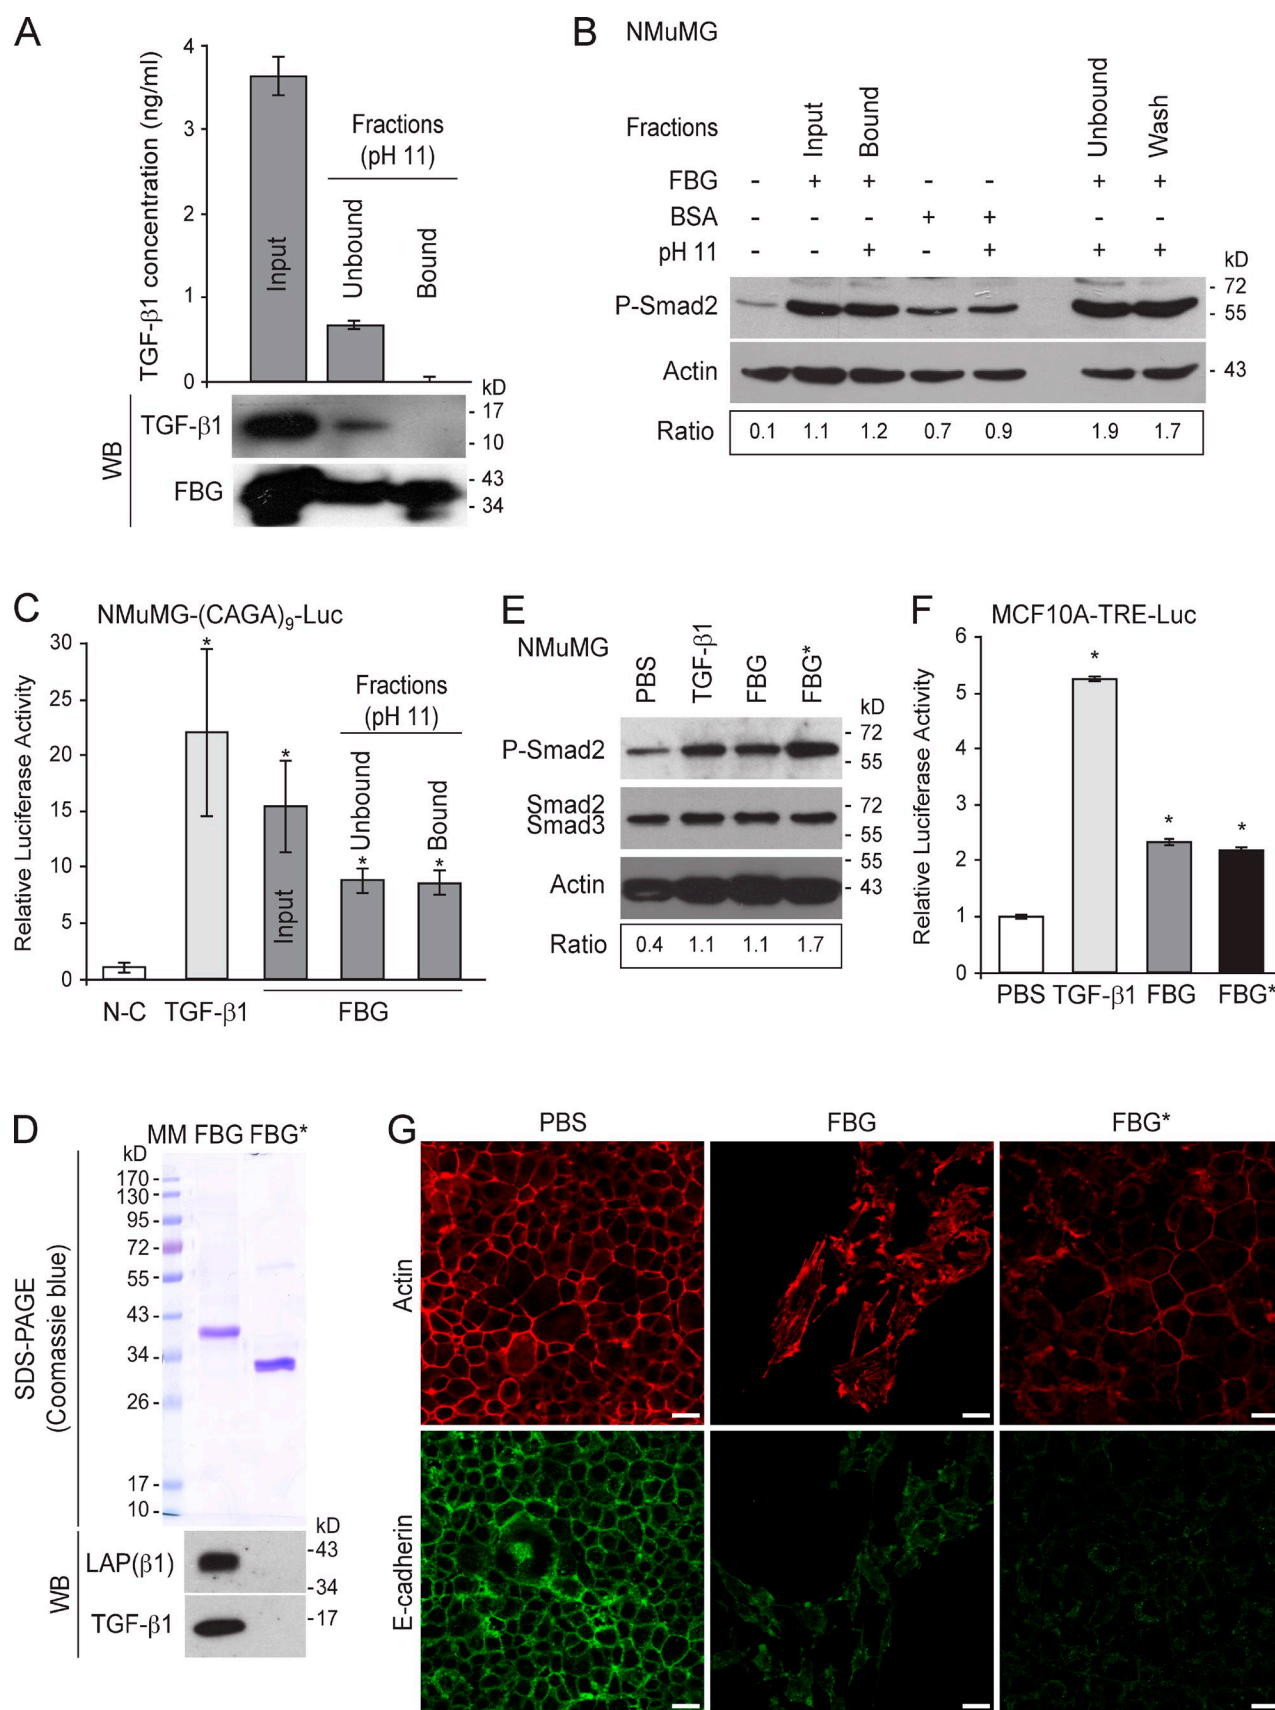 A
TGF-β1 concentration (ng/ml)
4
3
2
1
0
Fractions
(pH 11)
Input
Unbound
Bound
kD
WB
TGF-β1
- 17
- 10
FBG
- 43
- 34
B
NMuMG
Fractions
Input
Bound
Unbound
Wash
FBG - + + - - + +
BSA - - - + + - -
pH 11 - - + - + + +
kD
P-Smad2
- 72
- 55
Actin
- 43
Ratio 0.1 1.1 1.2 0.7 0.9 1.9 1.7
C
NMuMG-(CAGA)9-Luc
Relative Luciferase Activity
30
25
20
15
10
5
0
Fractions
(pH 11)
* * * * *
Input
Unbound
Bound
N-C TGF-β1 FBG
E
NMuMG
PBS
TGF-β1
FBG
FBG*
kD
P-Smad2
- 72
- 55
Smad2
Smad3
- 72
- 55
Actin
- 55
- 43
Ratio 0.4 1.1 1.1 1.7
F
MCF10A-TRE-Luc
Relative Luciferase Activity
6
5
4
3
2
1
0
* * *
PBS TGF-β1 FBG FBG*
D
MM FBG FBG*
kD
SDS-PAGE
(Coomassie blue)
170 -
130 -
95 -
72 -
55 -
43 -
34 -
26 -
17 -
10 -
kD
WB
LAP(β1)
-43
-34
TGF-β1
-17
G
PBS FBG FBG*
Actin
E-cadherin